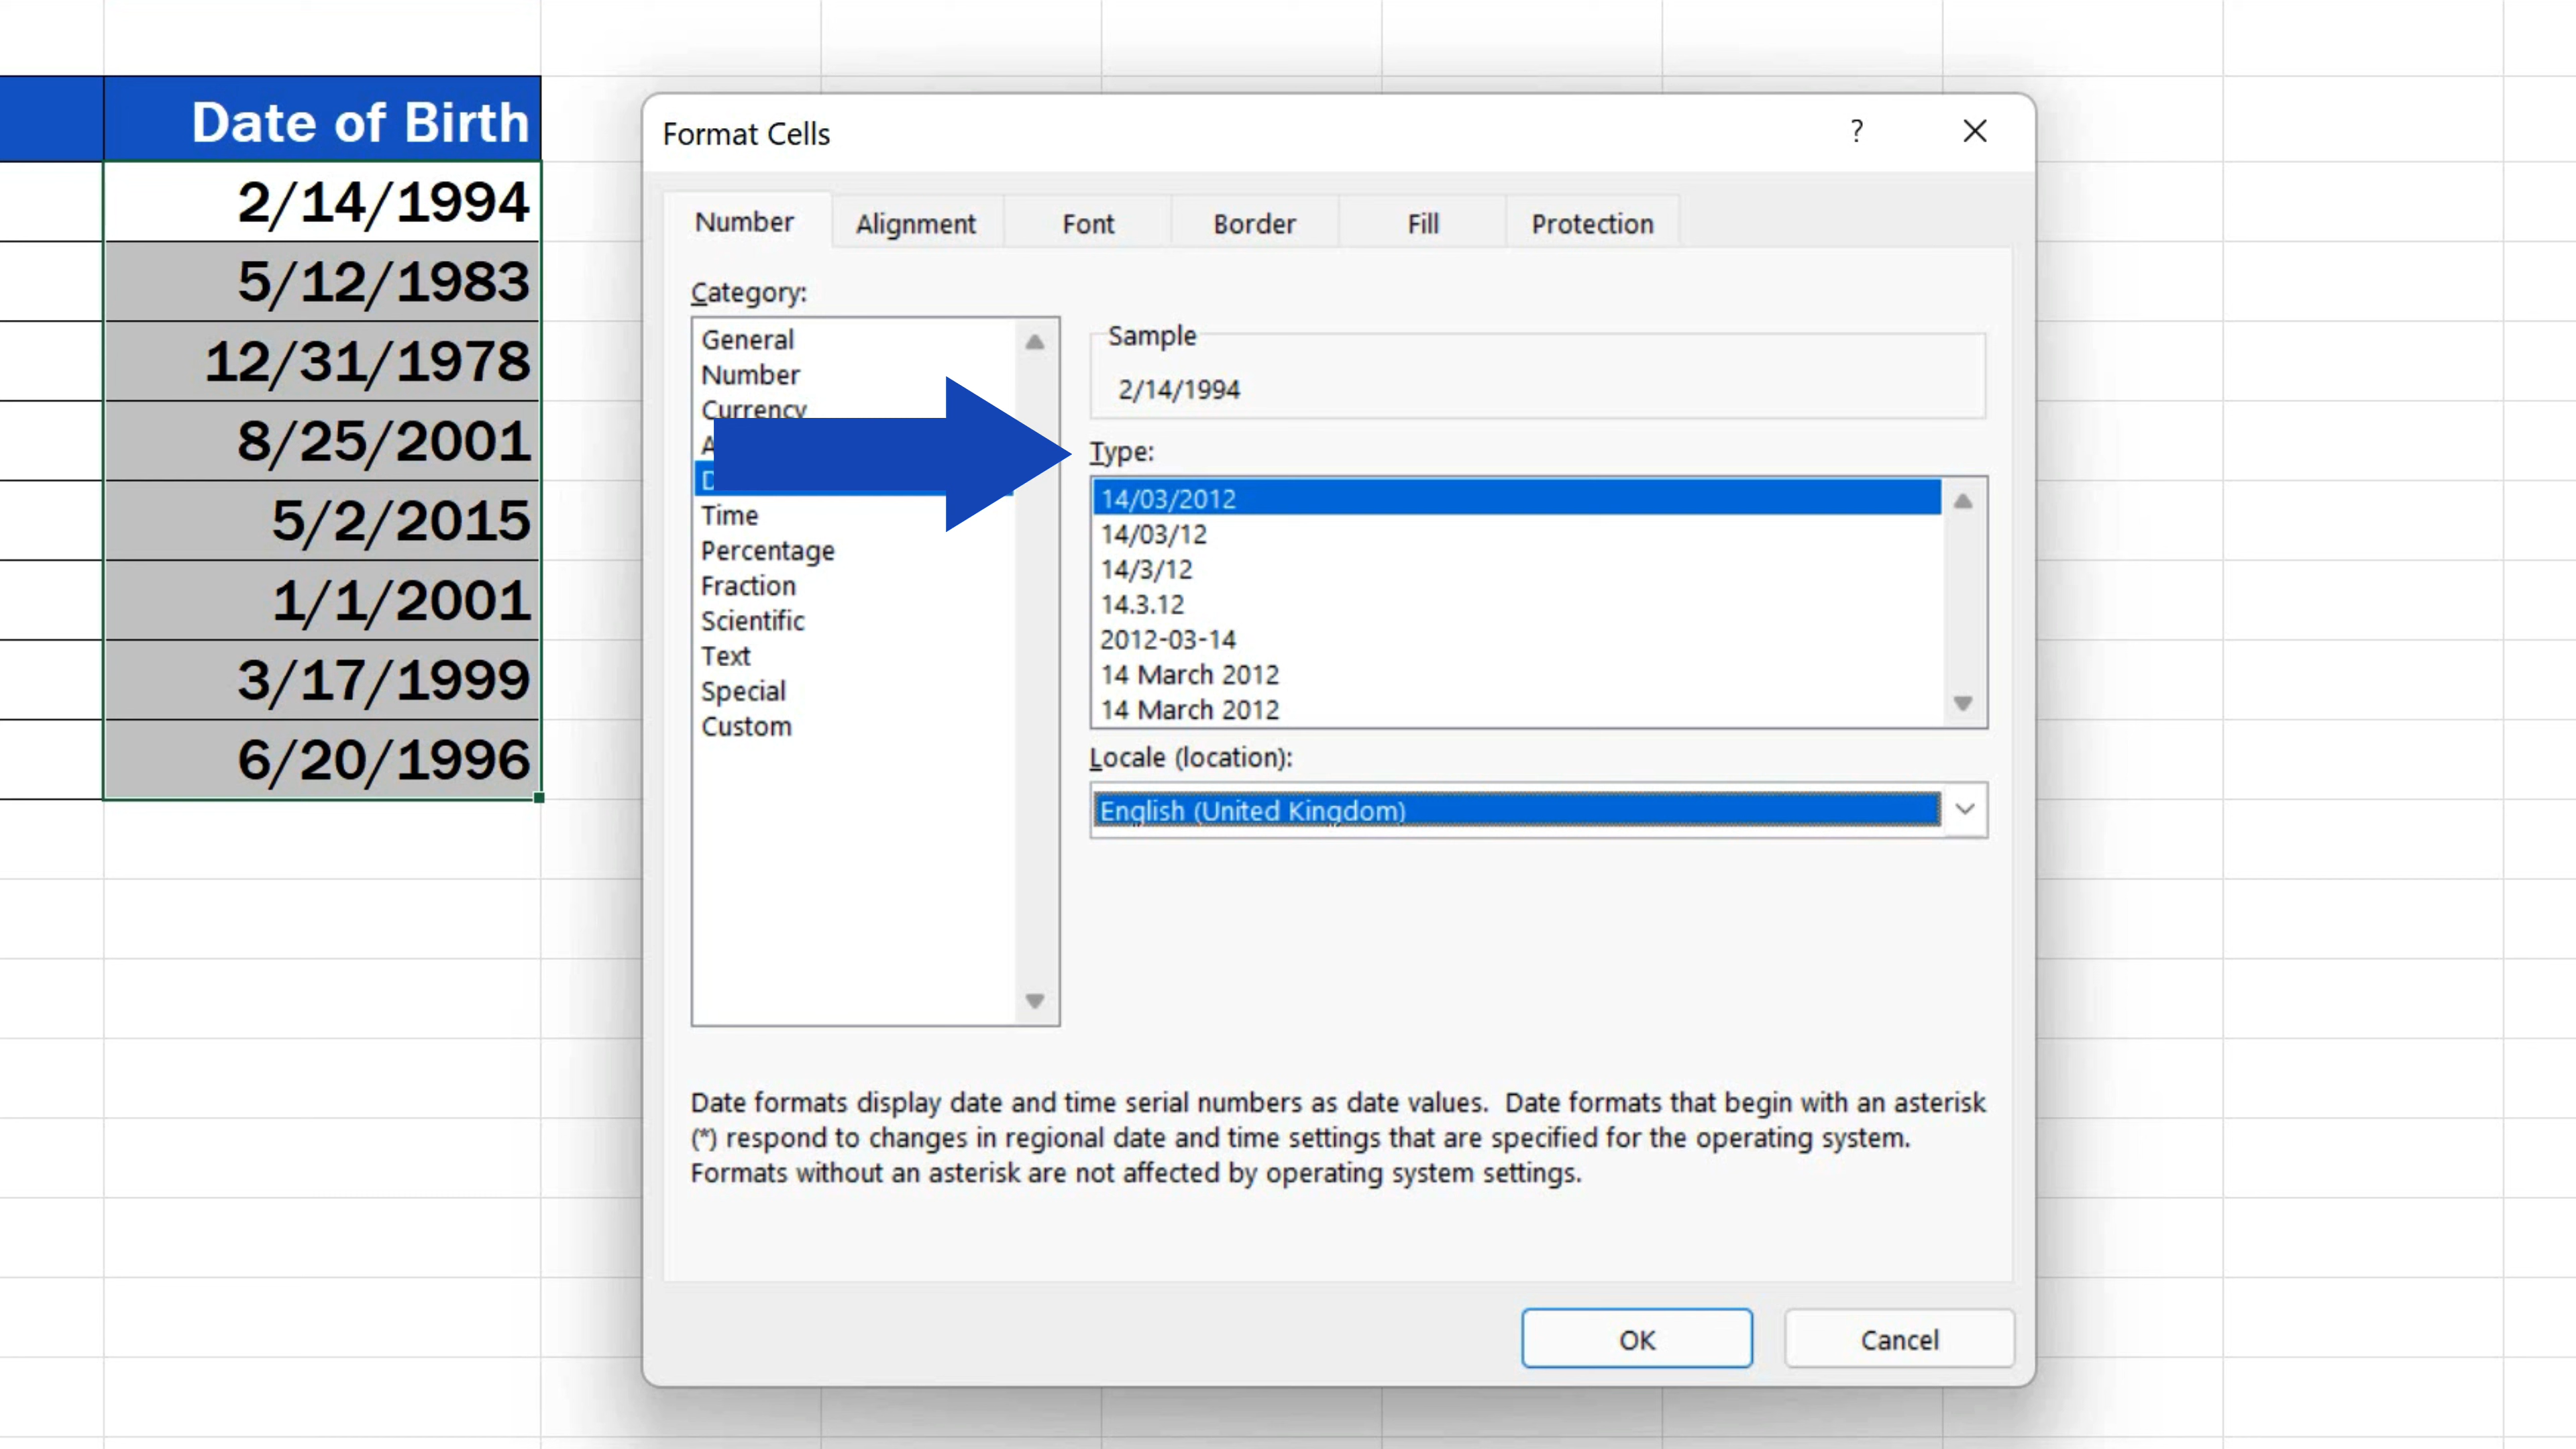 Date of Birth
2/14/1994
5/12/1983
12/31/1978
8/25/2001
5/2/2015
1/1/2001
3/17/1999
6/20/1996
Format Cells
?
Number
Alignment
Font
Border
Fill
Protection
Category:
General
Number
Currency
Time
Percentage
Fraction
Scientific
Text
Special
Custom
Sample
2/14/1994
Type:
14/03/2012
14/03/12
14/3/12
14.3.12
2012-03-14
14 March 2012
14 March 2012
Locale (location):
English (United Kingdom)
Date formats display date and time serial numbers as date values.  Date formats that begin with an asterisk
(*) respond to changes in regional date and time settings that are specified for the operating system.
Formats without an asterisk are not affected by operating system settings.
OK
Cancel